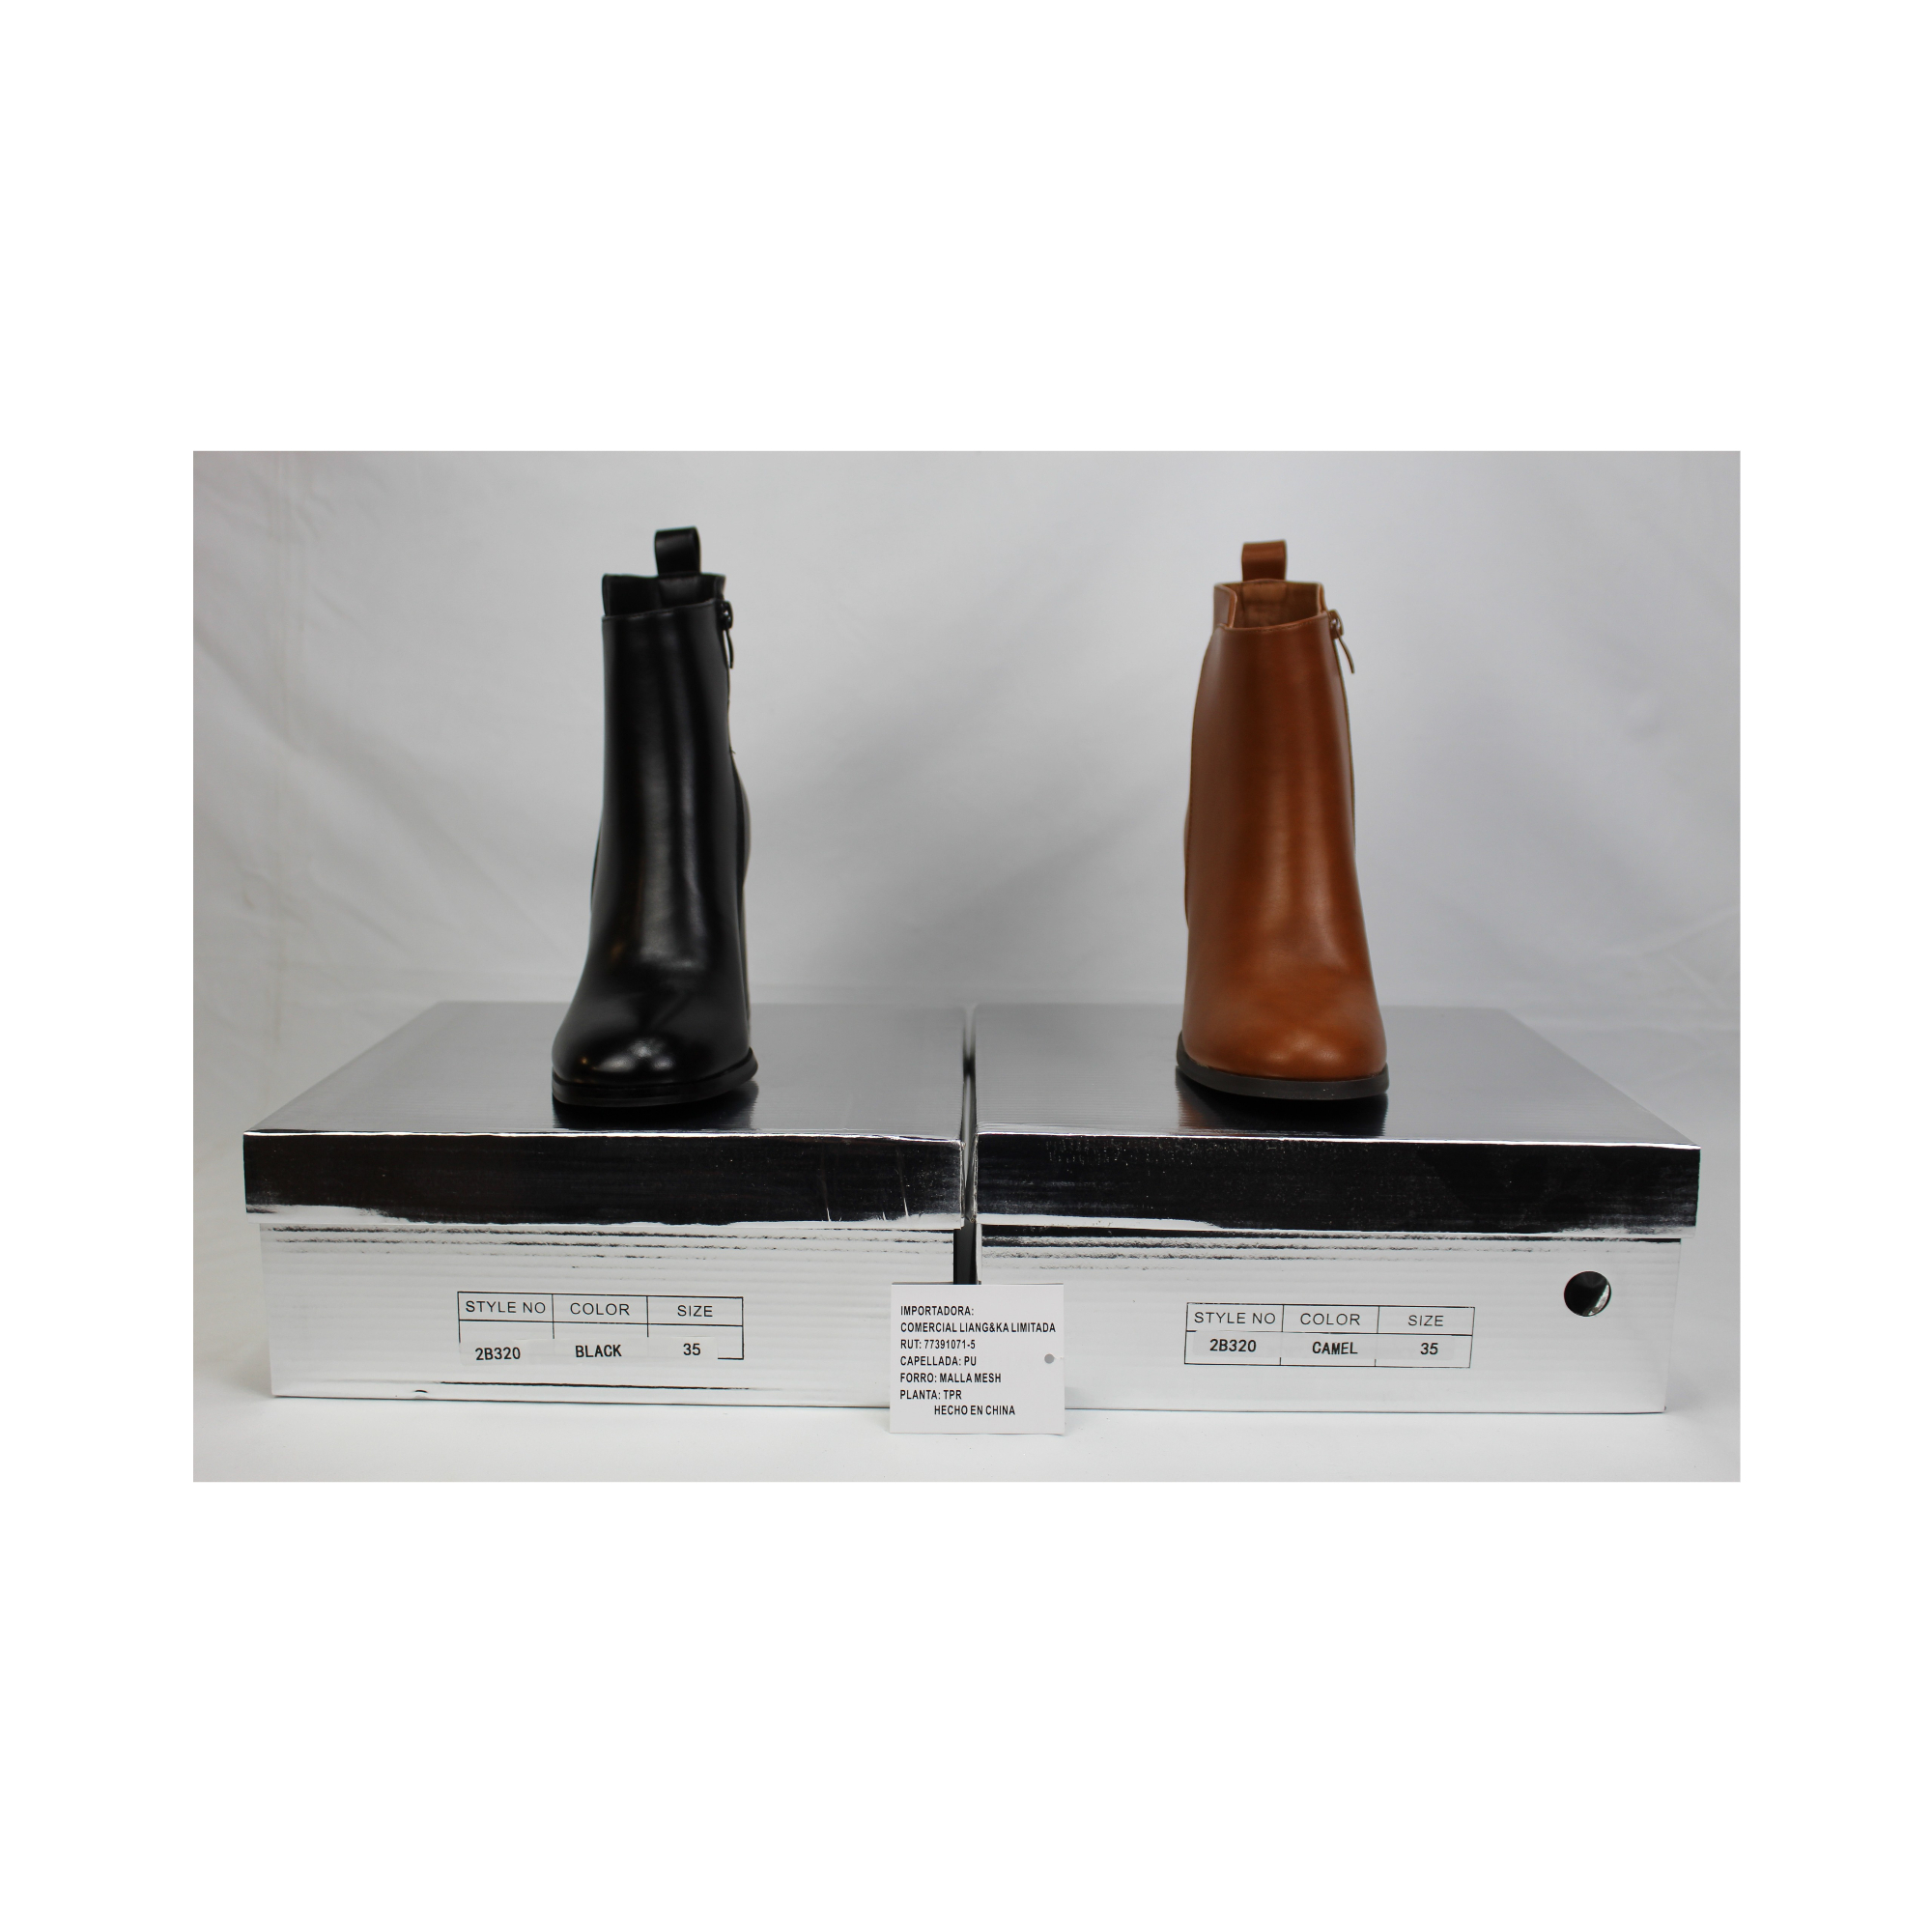 STYLE NO COLOR SIZE
2B320 BLACK 35
IMPORTADORA:
COMERCIAL LIANG&KA LIMITADA
RUT: 77391071-5
CAPELLADA: PU
FORRO: MALLA MESH
PLANTA: TPR
HECHO EN CHINA
STYLE NO COLOR SIZE
2B320 CAMEL 35